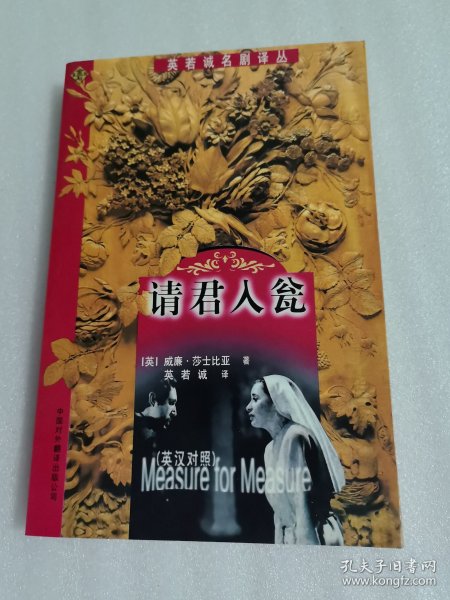 英若诚名剧译丛
请君入瓮
[英] 威廉·莎士比亚 著
英若诚 译
(英汉对照)
Measure for Measure
中国对外翻译出版公司
孔夫子旧书网
www.kongfz.com